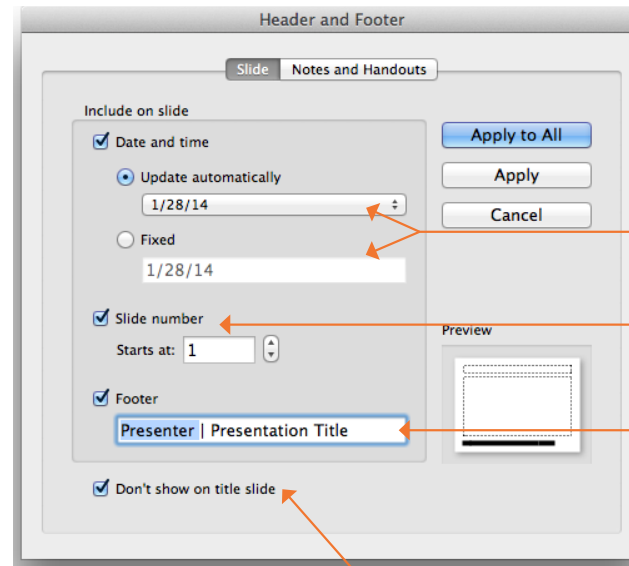 Header and Footer
Slide Notes and Handouts
Include on slide
Date and time
Update automatically
1/28/14
Fixed
1/28/14
Slide number
Starts at: 1
Footer
Presenter | Presentation Title
Don't show on title slide
Apply to All
Apply
Cancel
Preview